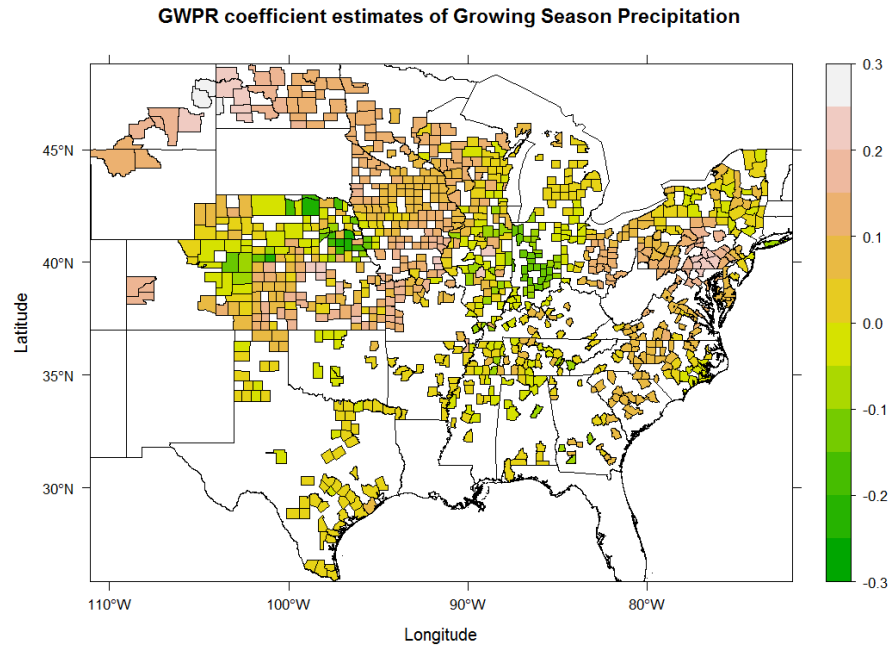 GWPR coefficient estimates of Growing Season Precipitation
45°N
40°N
35°N
30°N
Latitude
110°W
100°W
90°W
80°W
Longitude
0.3
0.2
0.1
0.0
-0.1
-0.2
-0.3